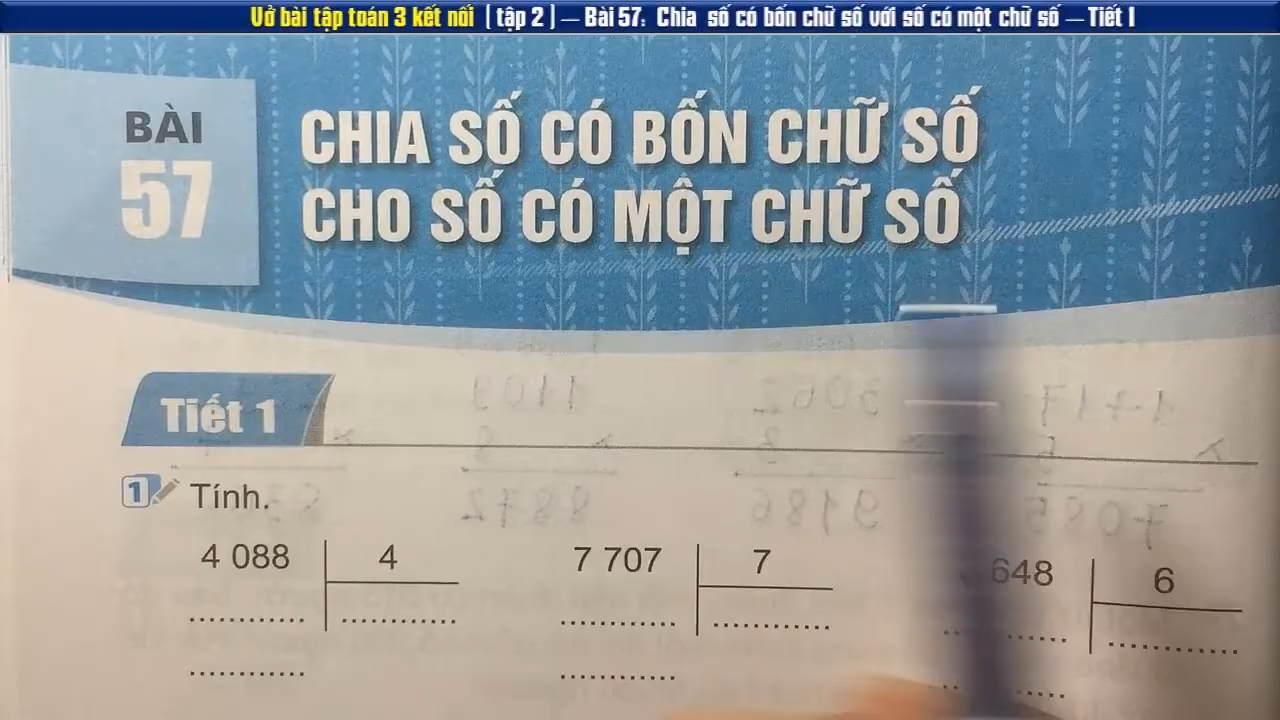 Vở bài tập toán 3 kết nối ( tập 2 ) – Bài 57: Chia số có bốn chữ số với số có một chữ số – Tiết 1
BÀI
57
CHIA SỐ CÓ BỐN CHỮ SỐ
CHO SỐ CÓ MỘT CHỮ SỐ
Tiết 1
1 Tính.
4 088 4 7 707 7 648 6